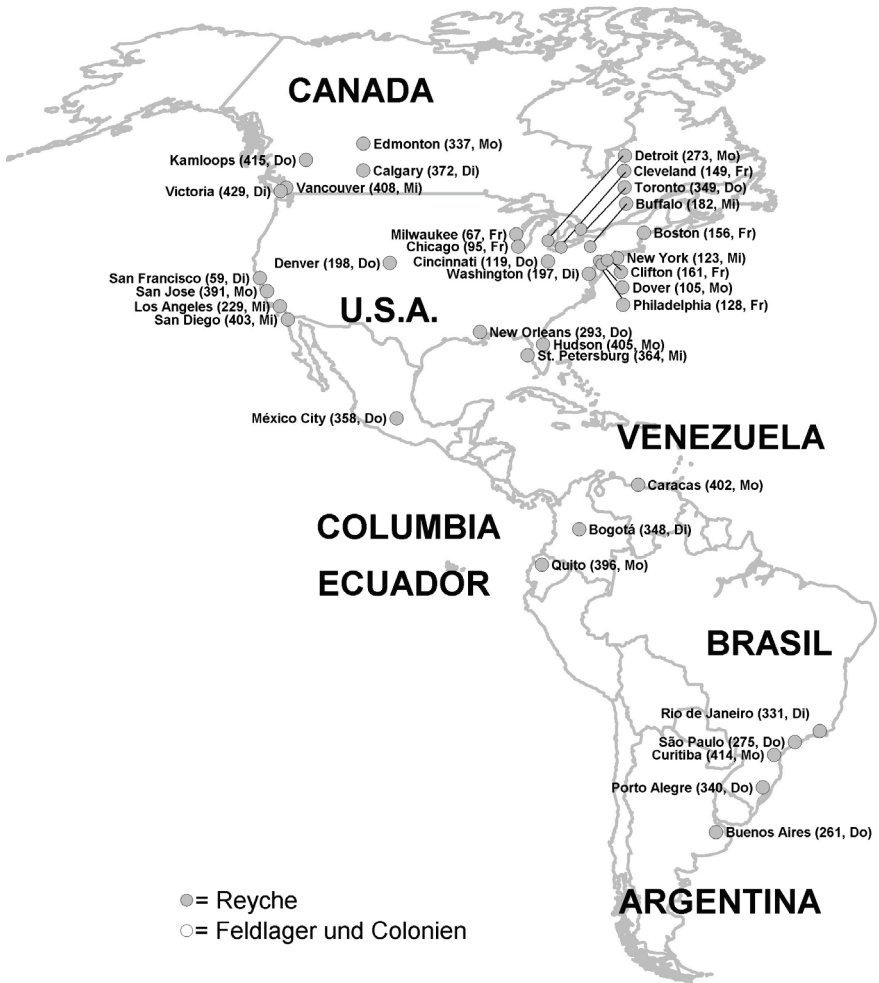 CANADA
Edmonton (337, Mo)
Kamloops (415, Do)
Calgary (372, Di)
Victoria (429, Di)
Vancouver (408, Mi)
Detroit (273, Mo)
Cleveland (149, Fr)
Toronto (349, Do)
Buffalo (182, Mi)
Milwaukee (67, Fr)
Chicago (95, Fr)
Boston (156, Fr)
Denver (198, Do)
Cincinnati (119, Do)
Washington (197, Di)
New York (123, Mi)
Clifton (161, Fr)
Dover (105, Mo)
Philadelphia (128, Fr)
San Francisco (59, Di)
San Jose (391, Mo)
Los Angeles (229, Mi)
San Diego (403, Mi)
U.S.A.
New Orleans (293, Do)
Hudson (405, Mo)
St. Petersburg (364, Mi)
México City (358, Do)
VENEZUELA
Caracas (402, Mo)
COLUMBIA
Bogotá (348, Di)
ECUADOR
Quito (396, Mo)
BRASIL
Rio de Janeiro (331, Di)
São Paulo (275, Do)
Curitiba (414, Mo)
Porto Alegre (340, Do)
Buenos Aires (261, Do)
ARGENTINA
= Reyche
= Feldlager und Colonien